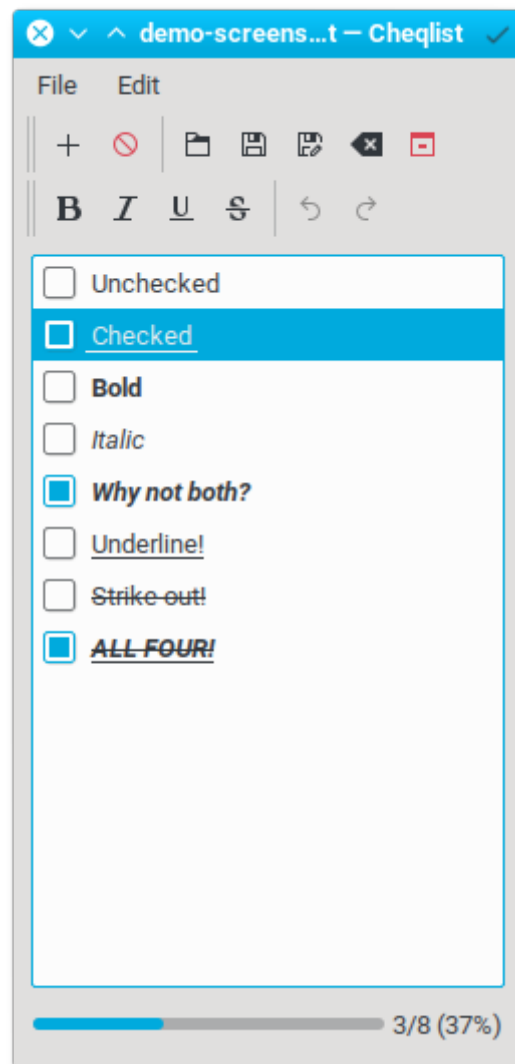 demo-screens...t — Cheqlist
File Edit
B I U S
Unchecked
Checked
Bold
Italic
Why not both?
Underline!
Strike out!
ALL FOUR!
3/8 (37%)